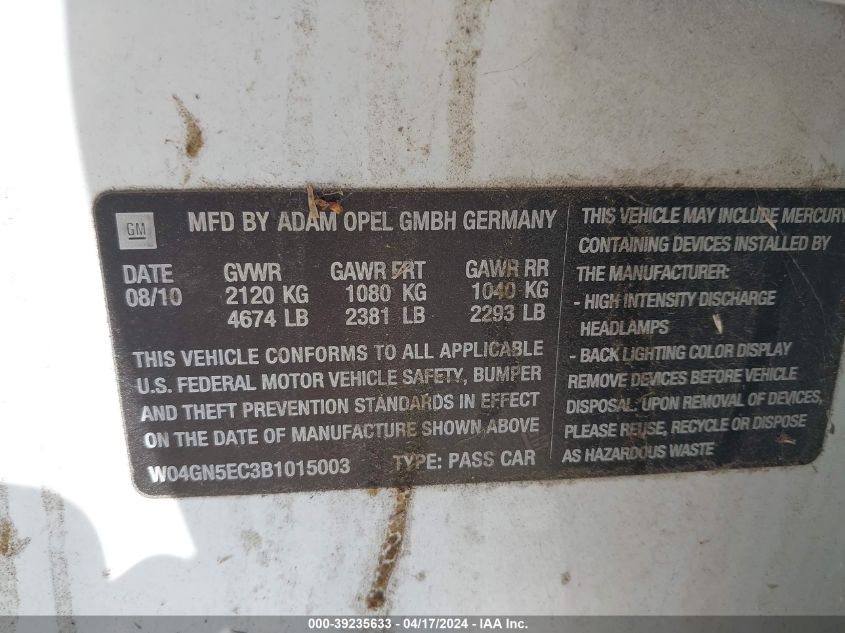 GM
MFD BY ADAM OPEL GMBH GERMANY
DATE GVWR GAWR FRT GAWR RR
08/10 2120 KG 1080 KG 1040 KG
4674 LB 2381 LB 2293 LB
THIS VEHICLE CONFORMS TO ALL APPLICABLE
U.S. FEDERAL MOTOR VEHICLE SAFETY, BUMPER
AND THEFT PREVENTION STANDARDS IN EFFECT
ON THE DATE OF MANUFACTURE SHOWN ABOVE
W04GN5EC3B1015003 TYPE: PASS CAR
THIS VEHICLE MAY INCLUDE MERCURY
CONTAINING DEVICES INSTALLED BY
THE MANUFACTURER:
- HIGH INTENSITY DISCHARGE
HEADLAMPS
- BACK LIGHTING COLOR DISPLAY
REMOVE DEVICES BEFORE VEHICLE
DISPOSAL. UPON REMOVAL OF DEVICES,
PLEASE REUSE, RECYCLE OR DISPOSE
AS HAZARDOUS WASTE
000-39235633 - 04/17/2024 - IAA Inc.